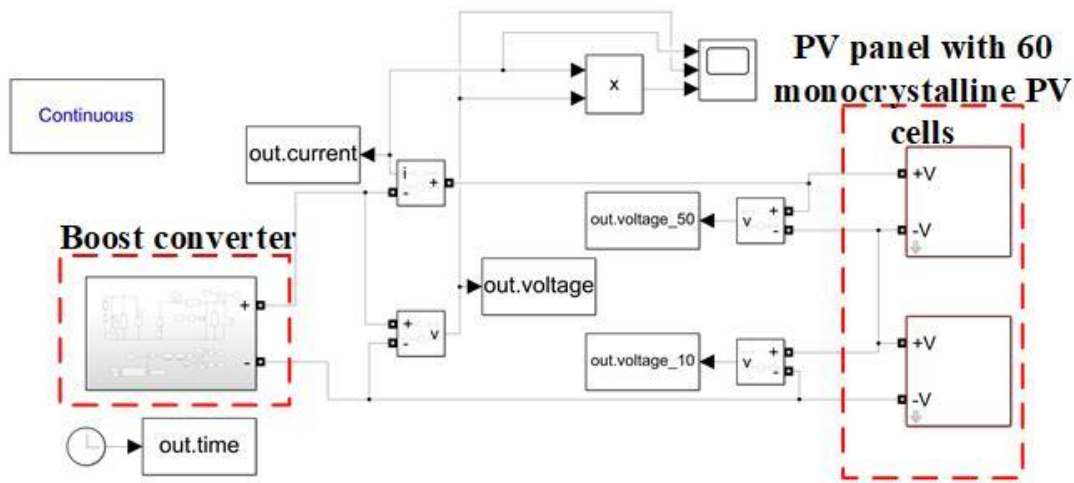 PV panel with 60
monocrystalline PV
cells
Continuous
x
out.current
i
+
-
+V
out.voltage_50
v
+
-
-V
Boost converter
+
-
out.voltage
+
-
v
out.voltage_10
v
+
-
+V
-V
out.time